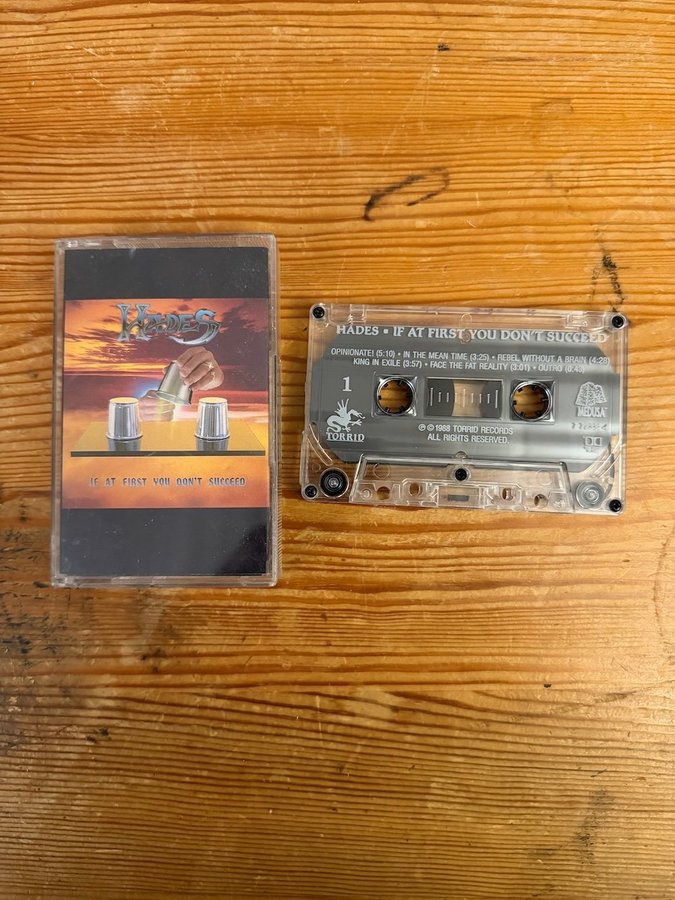 HADES
IF AT FIRST YOU DON'T SUCCEED
HADES • IF AT FIRST YOU DON'T SUCCEED
OPINIONATE! (5:10) • IN THE MEAN TIME (3:25) • REBEL WITHOUT A BRAIN (4:28)
KING IN EXILE (3:57) • FACE THE FAT REALITY (3:01) • OUTRO (0:43)
1
MEDUSA
TORRID
℗ © 1988 TORRID RECORDS
ALL RIGHTS RESERVED.